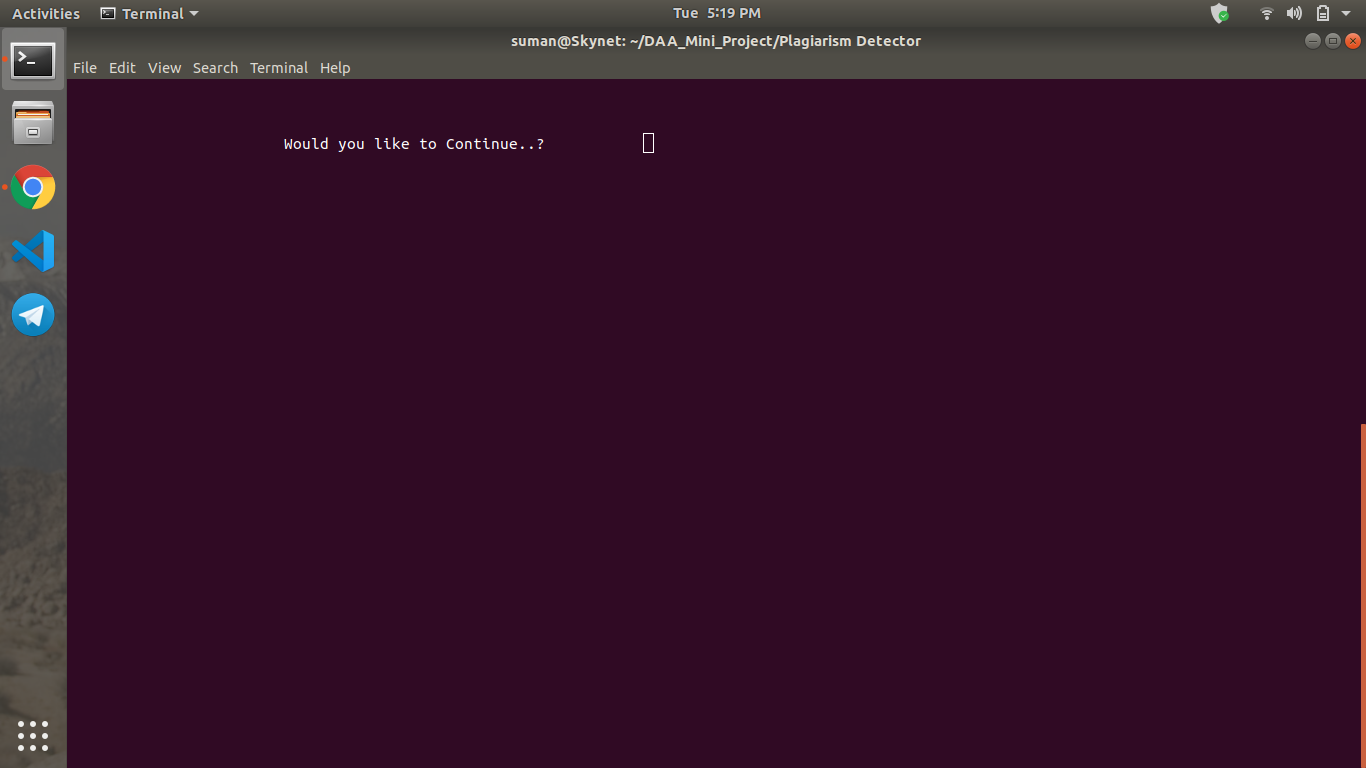 Activities Terminal Tue 5:19 PM
suman@Skynet: ~/DAA_Mini_Project/Plagiarism Detector
File Edit View Search Terminal Help
Would you like to Continue..?